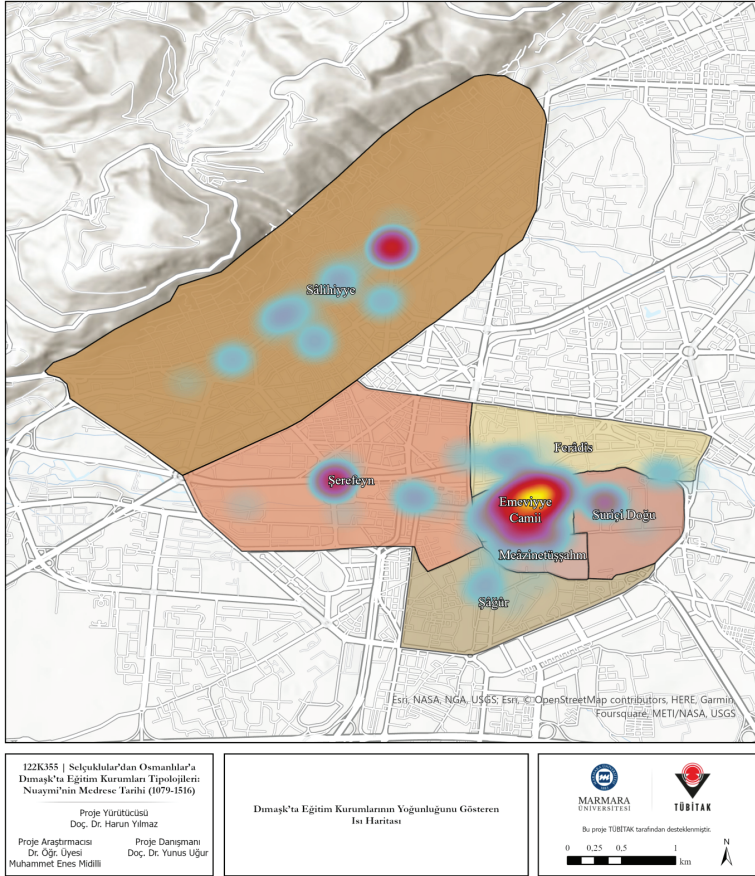 Sâlihiyye
Ferâdis
Şerefeyn
Emeviyye
Camii
Suriçi Doğu
Meâzinetüşşahm
Şâğûr
Esri, NASA, NGA, USGS; Esri, © OpenStreetMap contributors, HERE, Garmin,
Foursquare, METI/NASA, USGS
122K355 | Selçuklular'dan Osmanlılar'a
Dımaşk'ta Eğitim Kurumları Tipolojileri:
Nuaymi'nin Medrese Tarihi (1079-1516)
Proje Yürütücüsü
Doç. Dr. Harun Yılmaz
Proje Araştırmacısı
Dr. Öğr. Üyesi
Muhammet Enes Midilli
Proje Danışmanı
Doç. Dr. Yunus Uğur
Dımaşk'ta Eğitim Kurumlarının Yoğunluğunu Gösteren
Isı Haritası
MARMARA
ÜNİVERSİTESİ
TÜBİTAK
Bu proje TÜBİTAK tarafından desteklenmiştir.
0 0,25 0,5 1
km
N